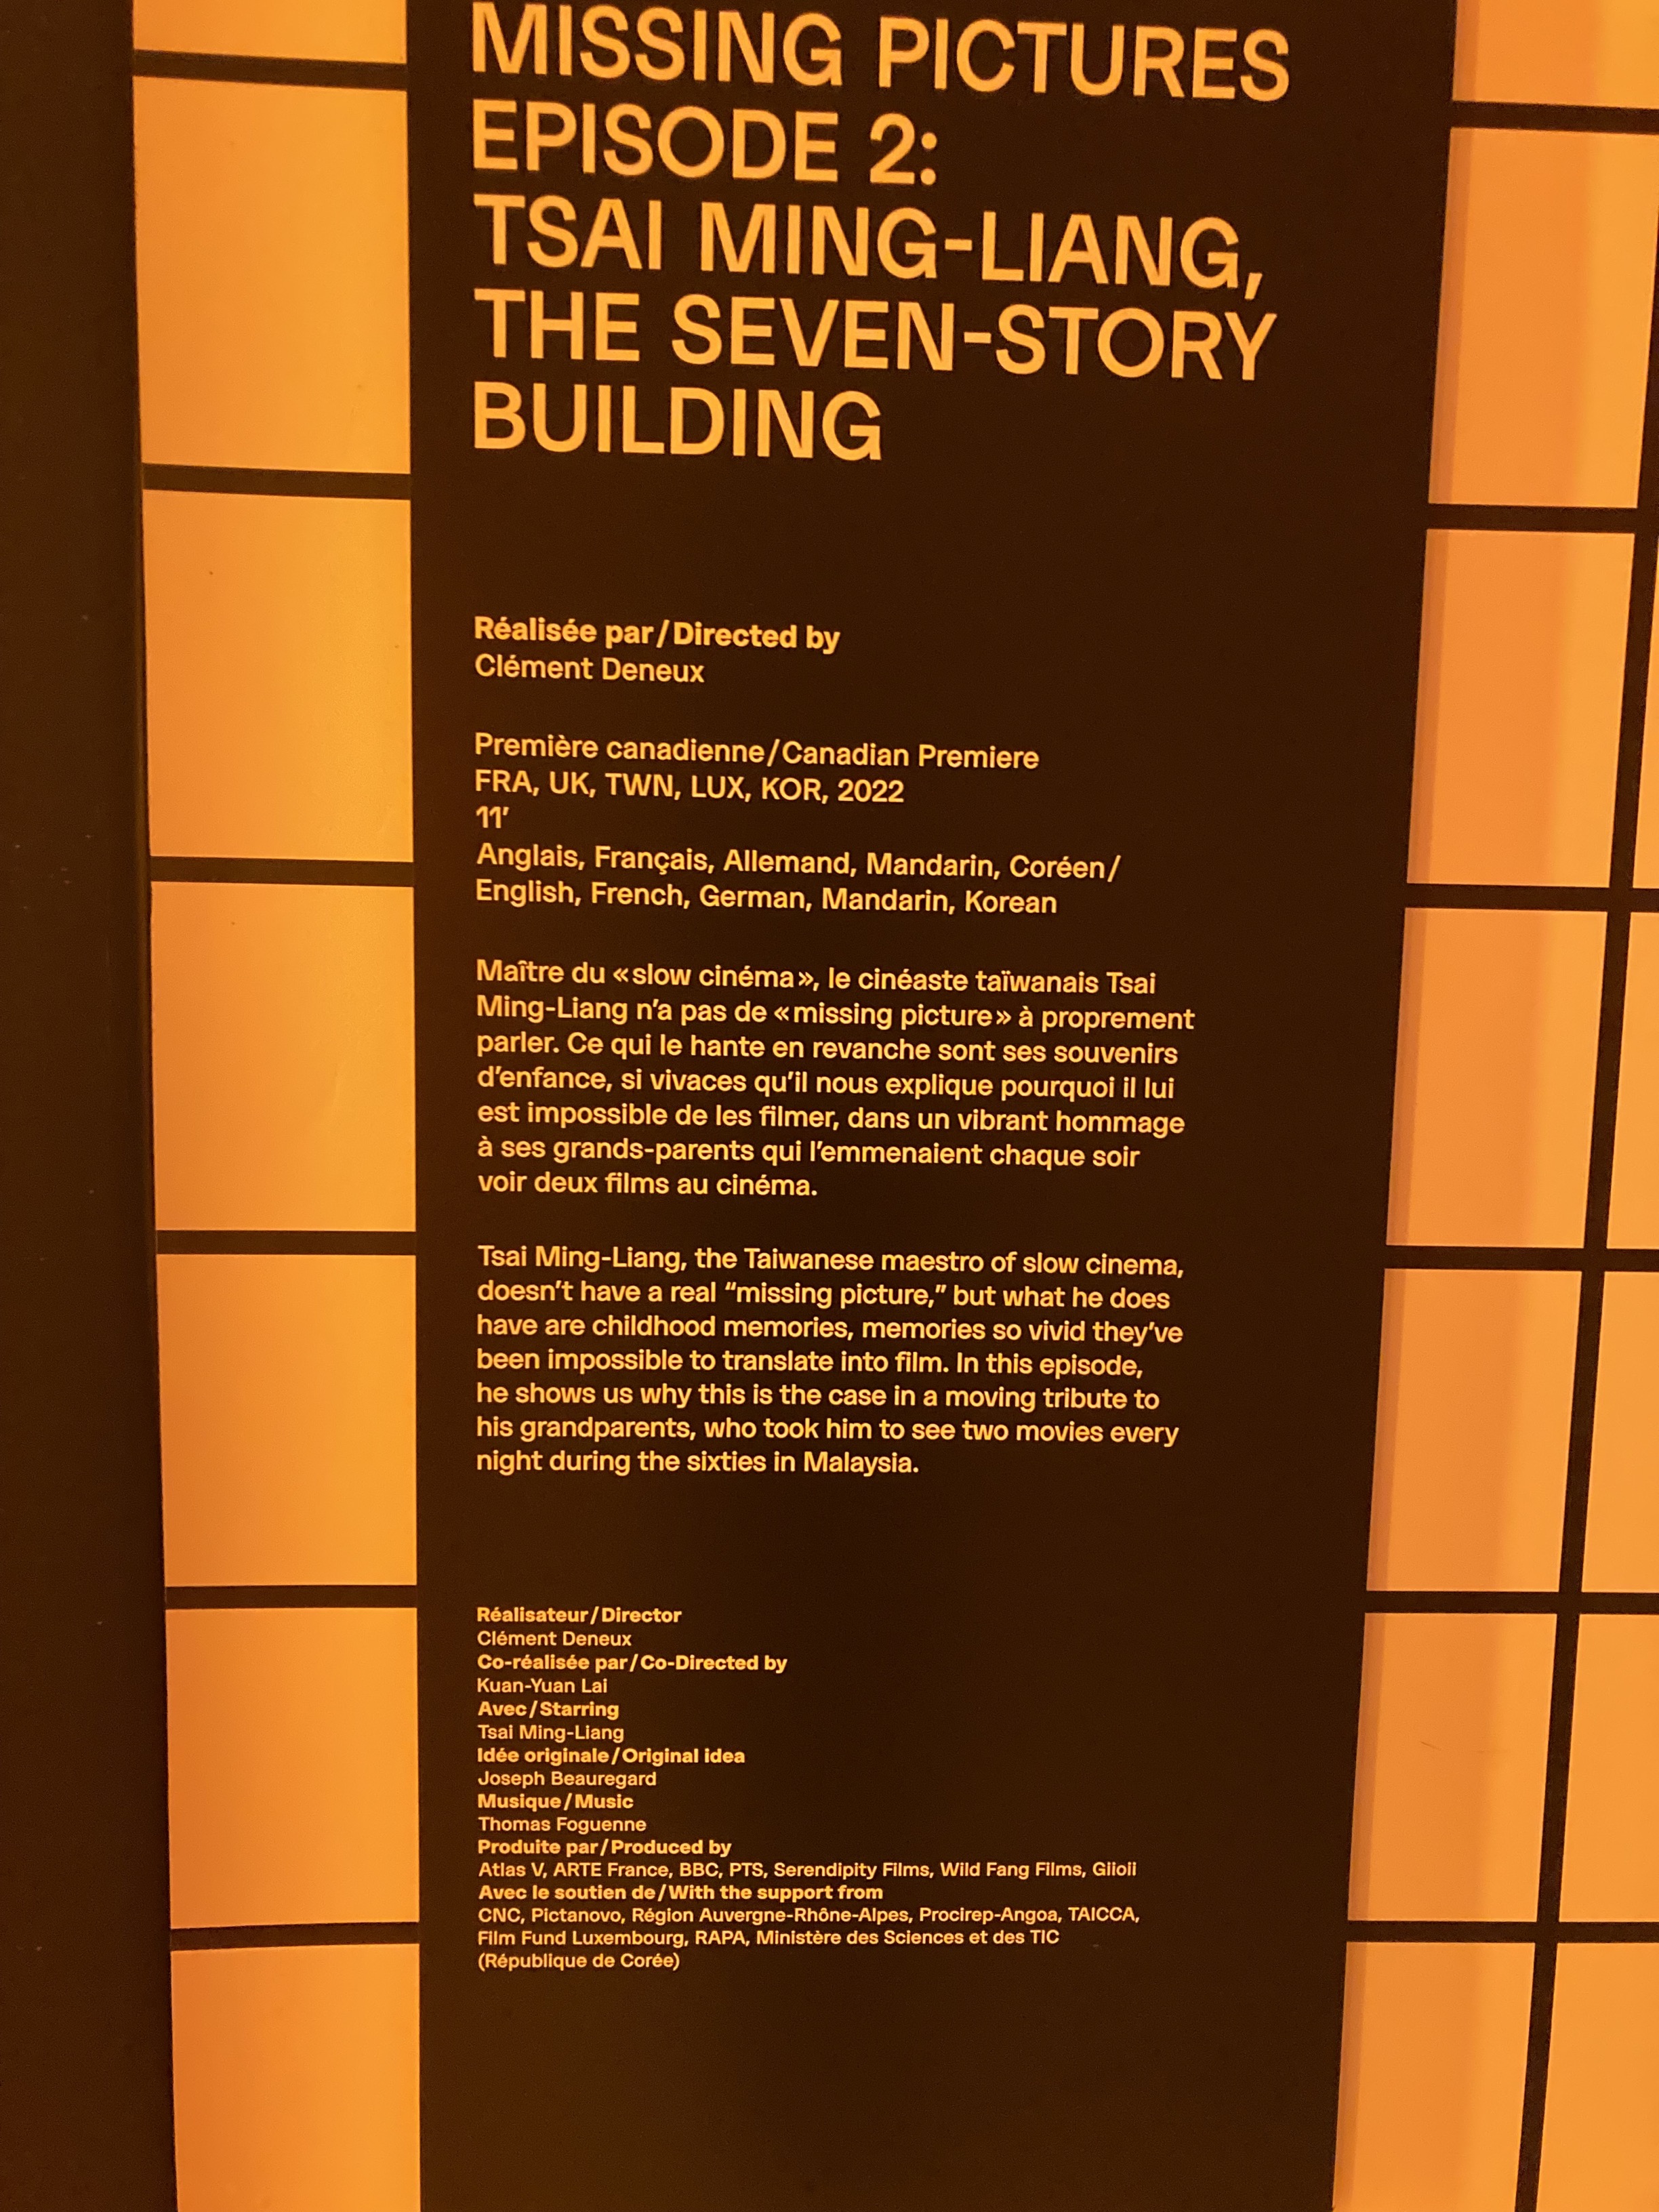 MISSING PICTURES
EPISODE 2:
TSAI MING-LIANG,
THE SEVEN-STORY
BUILDING
Réalisée par/Directed by
Clément Deneux
Première canadienne/Canadian Premiere
FRA, UK, TWN, LUX, KOR, 2022
11′
Anglais, Français, Allemand, Mandarin, Coréen/
English, French, German, Mandarin, Korean
Maître du «slow cinéma», le cinéaste taïwanais Tsai
Ming-Liang n’a pas de «missing picture» à proprement
parler. Ce qui le hante en revanche sont ses souvenirs
d’enfance, si vivaces qu’il nous explique pourquoi il lui
est impossible de les filmer, dans un vibrant hommage
à ses grands-parents qui l’emmenaient chaque soir
voir deux films au cinéma.
Tsai Ming-Liang, the Taiwanese maestro of slow cinema,
doesn’t have a real “missing picture,” but what he does
have are childhood memories, memories so vivid they’ve
been impossible to translate into film. In this episode,
he shows us why this is the case in a moving tribute to
his grandparents, who took him to see two movies every
night during the sixties in Malaysia.
Réalisateur/Director
Clément Deneux
Co-réalisée par/Co-Directed by
Kuan-Yuan Lai
Avec/Starring
Tsai Ming-Liang
Idée originale/Original idea
Joseph Beauregard
Musique/Music
Thomas Foguenne
Produite par/Produced by
Atlas V, ARTE France, BBC, PTS, Serendipity Films, Wild Fang Films, Giioii
Avec le soutien de/With the support from
CNC, Pictanovo, Région Auvergne-Rhône-Alpes, Procirep-Angoa, TAICCA,
Film Fund Luxembourg, RAPA, Ministère des Sciences et des TIC
(République de Corée)